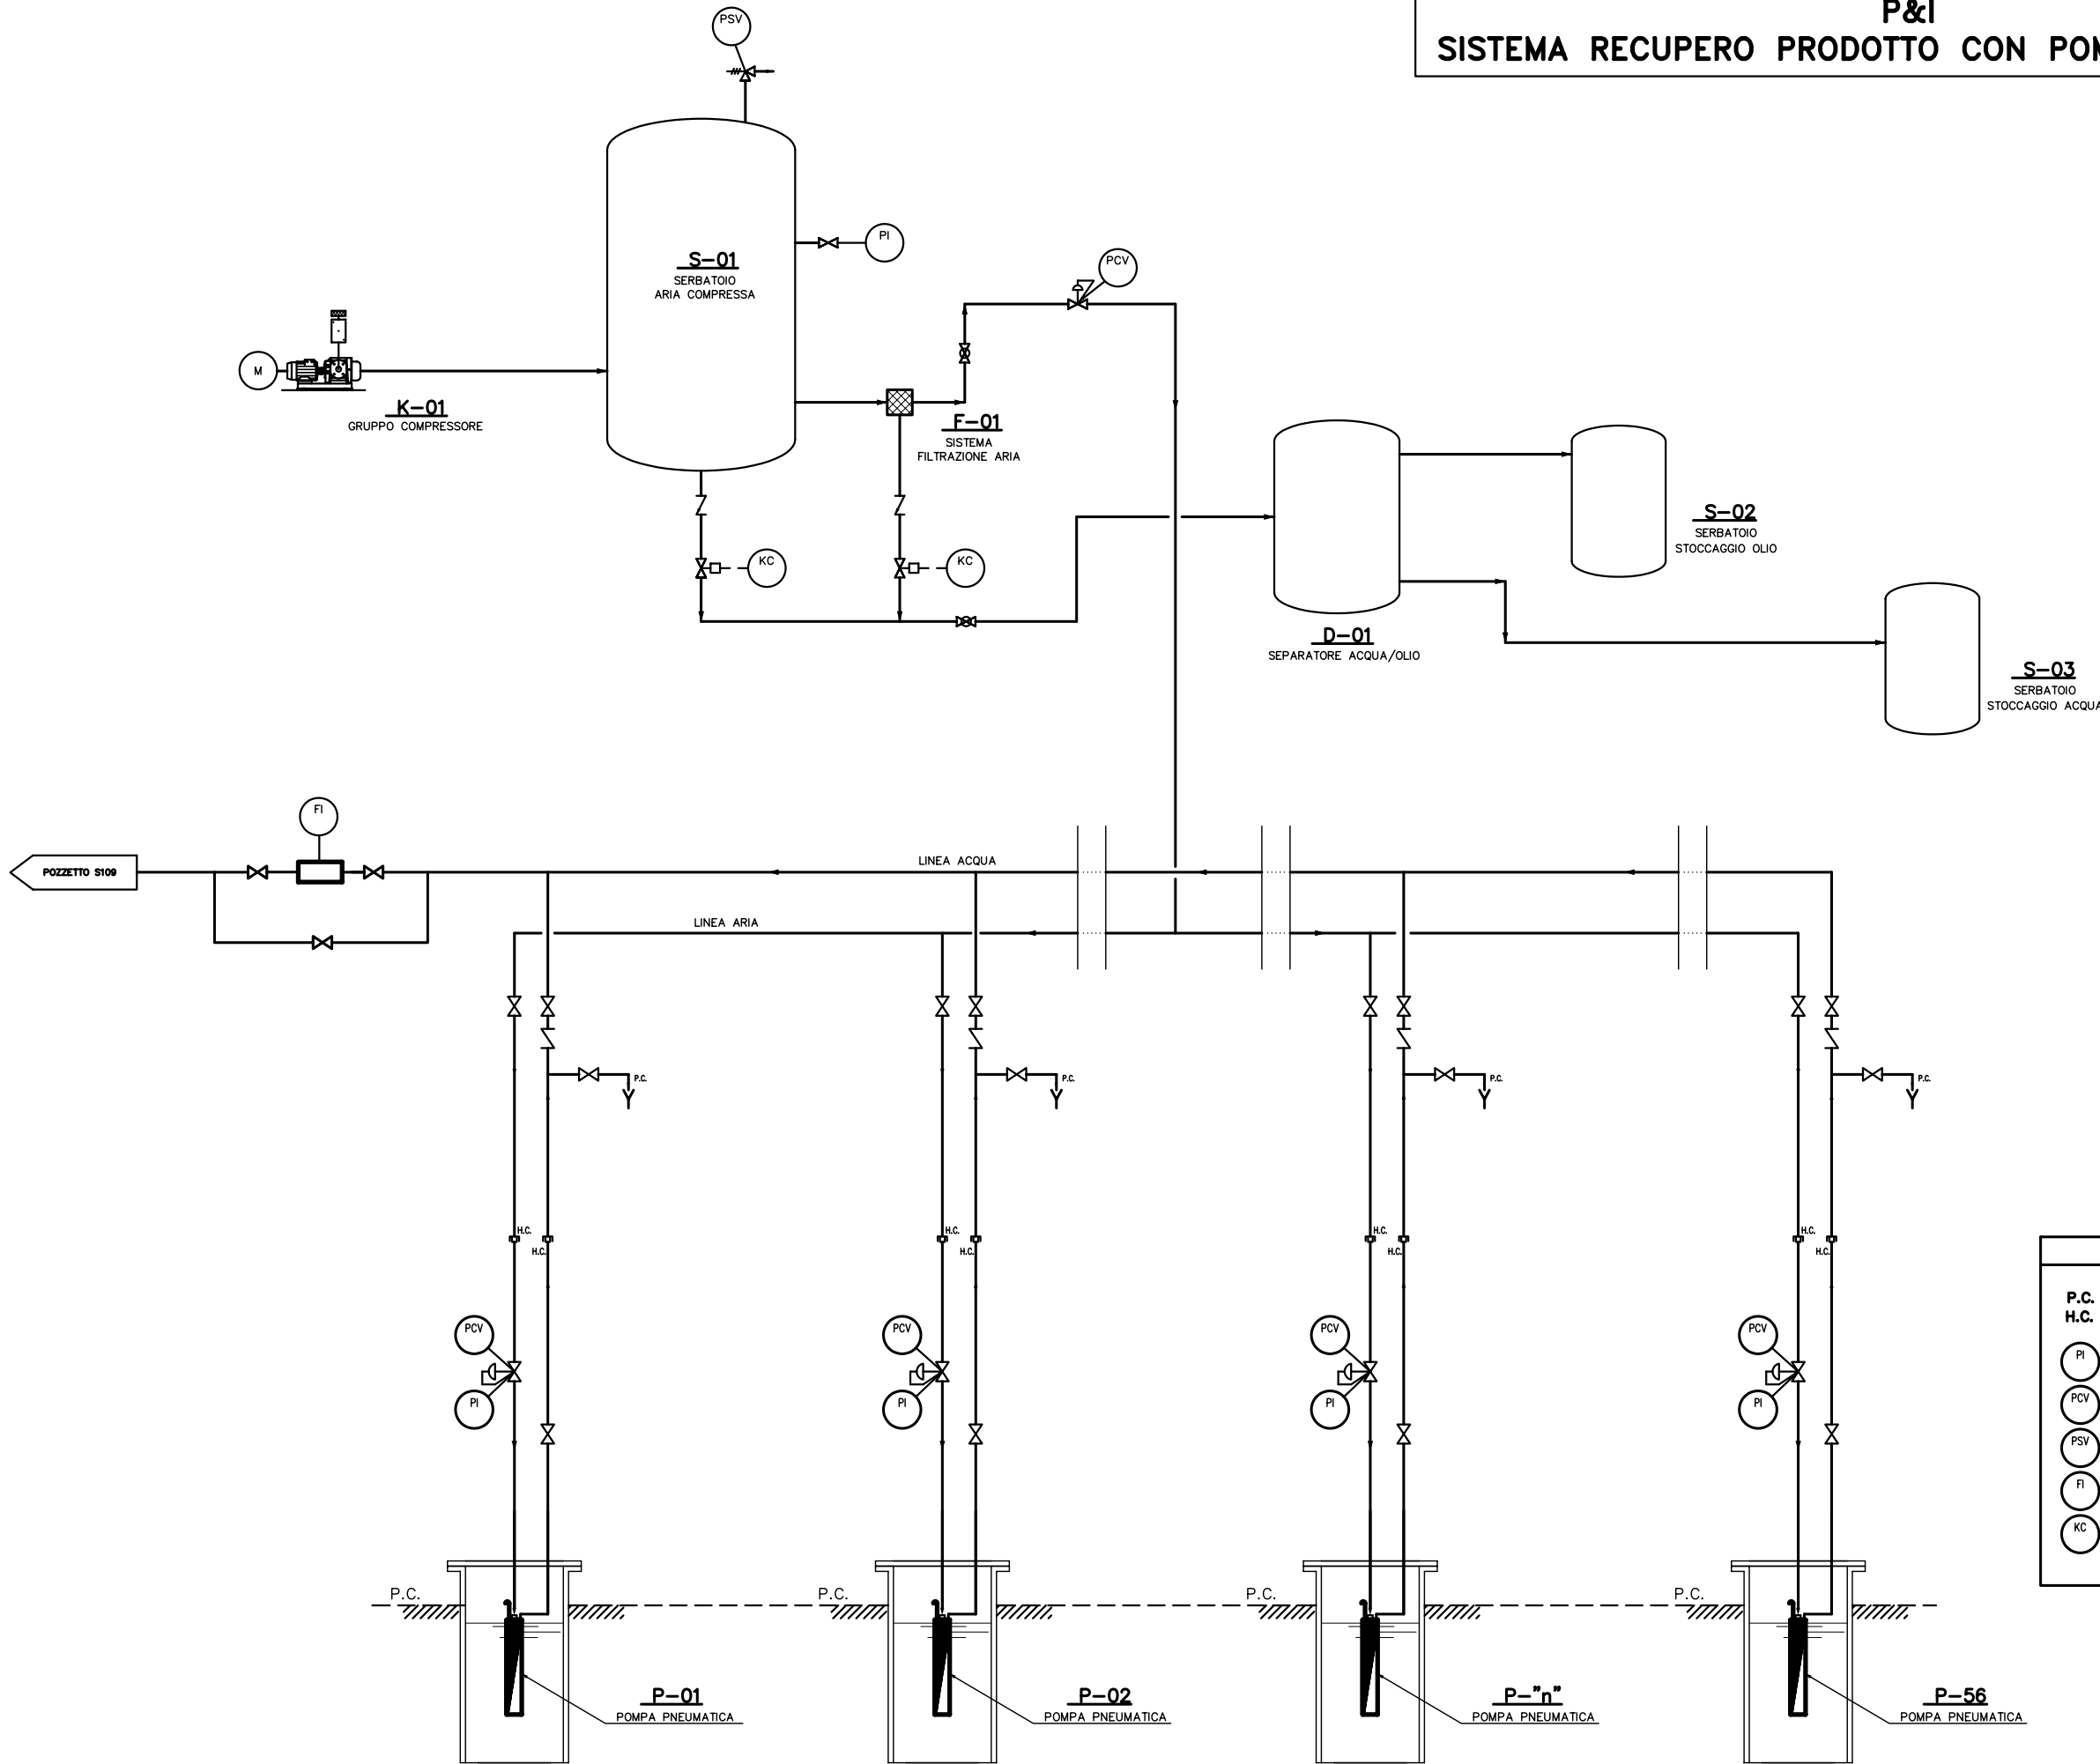 P&I
SISTEMA RECUPERO PRODOTTO CON
PSV
PI
S-01
SERBATOIO
ARIA COMPRESSA
PCV
M
K-01
GRUPPO COMPRESSORE
F-01
SISTEMA
FILTRAZIONE ARIA
S-02
SERBATOIO
STOCCAGGIO OLIO
KC
KC
D-01
SEPARATORE ACQUA/OLIO
S-03
SERBATOIO
STOCCAGGIO ACQUA
FI
POZZETTO S109
LINEA ACQUA
LINEA ARIA
P.C.
P.C.
P.C.
P.C.
H.C.
H.C.
H.C.
H.C.
H.C.
H.C.
H.C.
H.C.
PCV
PCV
PCV
PCV
PI
PI
PI
PI
P.C.
H.C.
PI
PCV
PSV
FI
KC
P.C.
P.C.
P.C.
P.C.
P-01
POMPA PNEUMATICA
P-02
POMPA PNEUMATICA
P-"n"
POMPA PNEUMATICA
P-56
POMPA PNEUMATICA